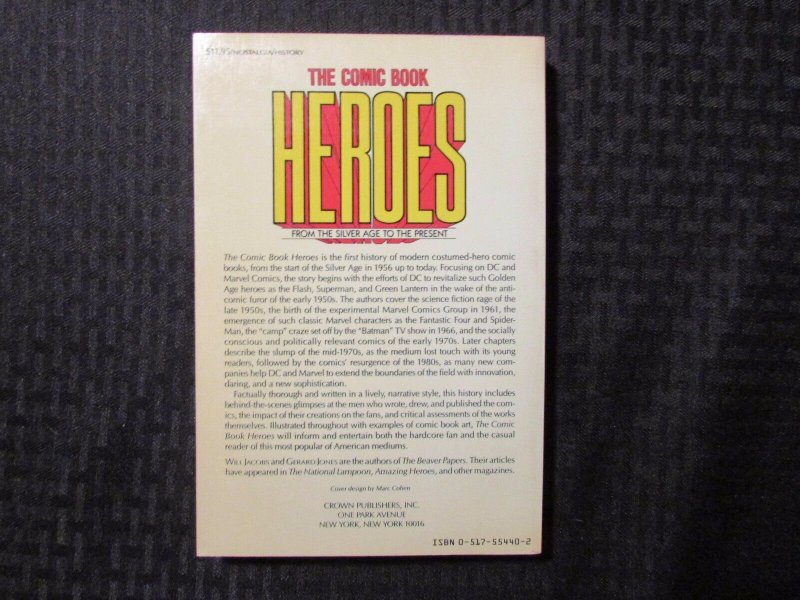 $11.95/NOSTALGIA/HISTORY
THE COMIC BOOK
HEROES
FROM THE SILVER AGE TO THE PRESENT
The Comic Book Heroes is the first history of modern costumed-hero comic
books, from the start of the Silver Age in 1956 up to today. Focusing on DC and
Marvel Comics, the story begins with the efforts of DC to revitalize such Golden
Age heroes as the Flash, Superman, and Green Lantern in the wake of the anti-
comic furor of the early 1950s. The authors cover the science fiction rage of the
late 1950s, the birth of the experimental Marvel Comics Group in 1961, the
emergence of such classic Marvel characters as the Fantastic Four and Spider-
Man, the "camp" craze set off by the "Batman" TV show in 1966, and the socially
conscious and politically relevant comics of the early 1970s. Later chapters
describe the slump of the mid-1970s, as the medium lost touch with its young
readers, followed by the comics' resurgence of the 1980s, as many new com-
panies help DC and Marvel to extend the boundaries of the field with innovation,
daring, and a new sophistication.
Factually thorough and written in a lively, narrative style, this history includes
behind-the-scenes glimpses at the men who wrote, drew, and published the com-
ics, the impact of their creations on the fans, and critical assessments of the works
themselves. Illustrated throughout with examples of comic book art, The Comic
Book Heroes will inform and entertain both the hardcore fan and the casual
reader of this most popular of American mediums.
WILL JACOBS and GERARD JONES are the authors of The Beaver Papers. Their articles
have appeared in The National Lampoon, Amazing Heroes, and other magazines.
Cover design by Marc Cohen
CROWN PUBLISHERS, INC.
ONE PARK AVENUE
NEW YORK, NEW YORK 10016
ISBN 0-517-55440-2